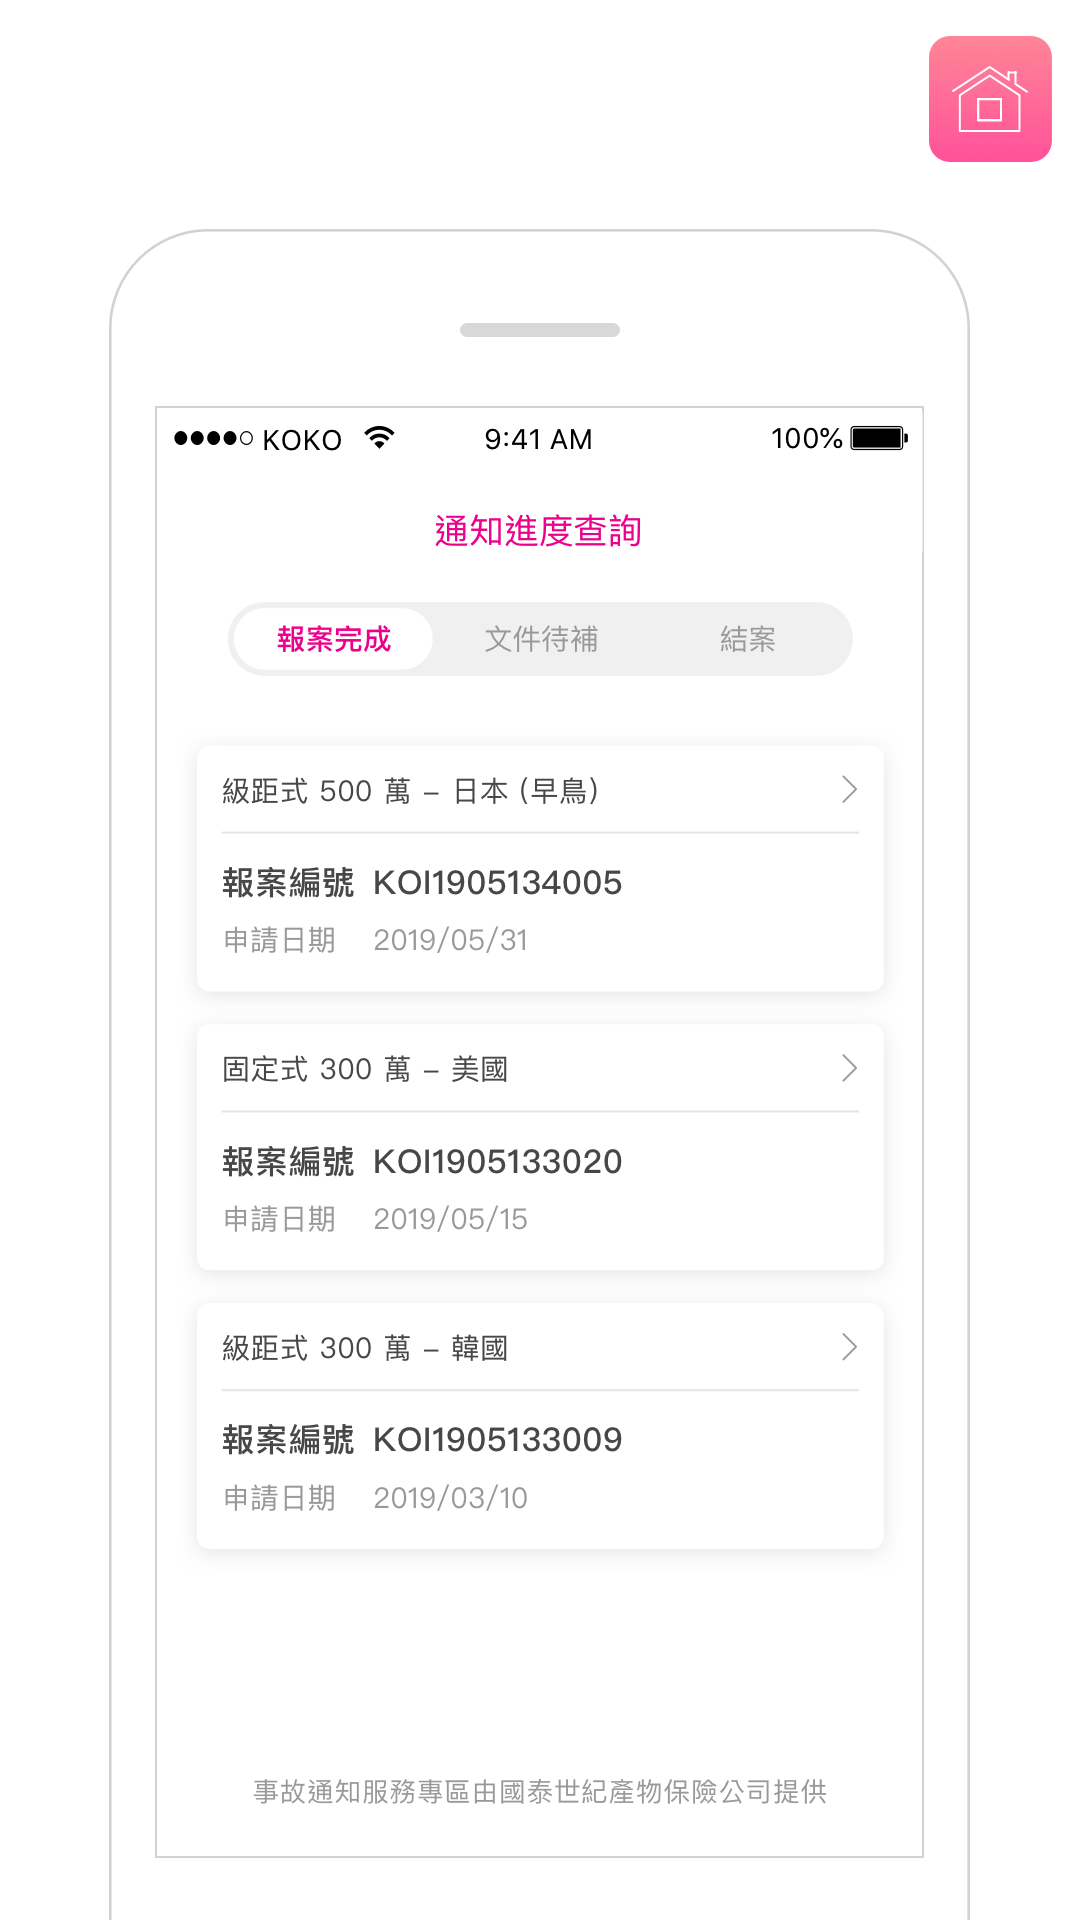 KOKO 9:41 AM 100%
通知進度查詢
報案完成 文件待補 結案
級距式 500 萬 – 日本 (早鳥)
報案編號 KOI1905134005
申請日期 2019/05/31
固定式 300 萬 – 美國
報案編號 KOI1905133020
申請日期 2019/05/15
級距式 300 萬 – 韓國
報案編號 KOI1905133009
申請日期 2019/03/10
事故通知服務專區由國泰世紀產物保險公司提供